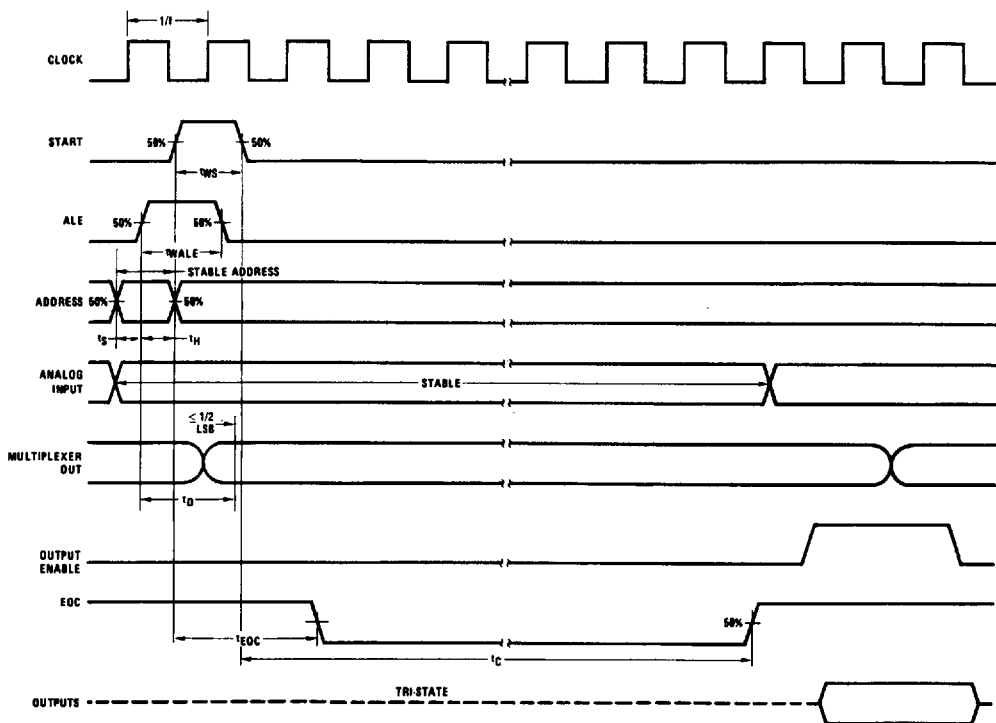 1/f
CLOCK
START
50%
50%
tWS
ALE
50%
50%
tWALE
STABLE ADDRESS
ADDRESS
50%
50%
tS
tH
ANALOG
INPUT
STABLE
≤ 1/2
LSB
MULTIPLEXER
OUT
tD
OUTPUT
ENABLE
EOC
50%
tEOC
tC
TRI-STATE
OUTPUTS